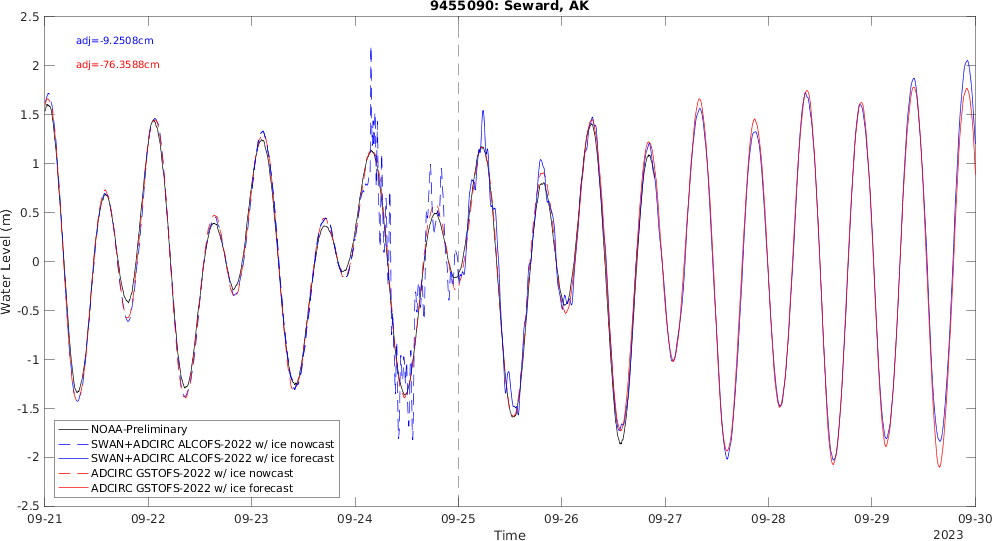 9455090: Seward, AK
adj=-9.2508cm
adj=-76.3588cm
2.5
2
1.5
1
0.5
0
-0.5
-1
-1.5
-2
-2.5
Water Level (m)
NOAA-Preliminary
SWAN+ADCIRC ALCOFS-2022 w/ ice nowcast
SWAN+ADCIRC ALCOFS-2022 w/ ice forecast
ADCIRC GSTOFS-2022 w/ ice nowcast
ADCIRC GSTOFS-2022 w/ ice forecast
09-21 09-22 09-23 09-24 09-25 09-26 09-27 09-28 09-29 09-30
Time
2023